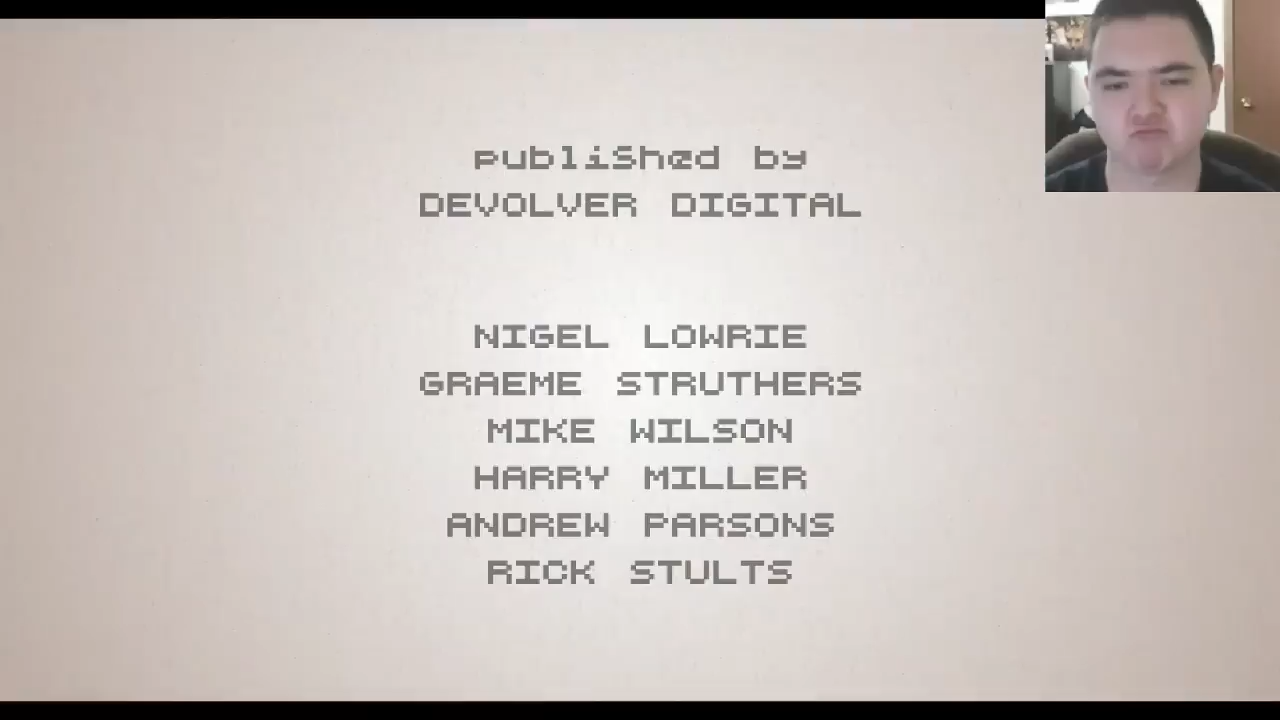 publiShed by
DEVOLVER DIGITAL
NIGEL LOWRIE
GRAEME STRUTHERS
MIKE WILSON
HARRY MILLER
ANDREW PARSONS
RICK STULTS